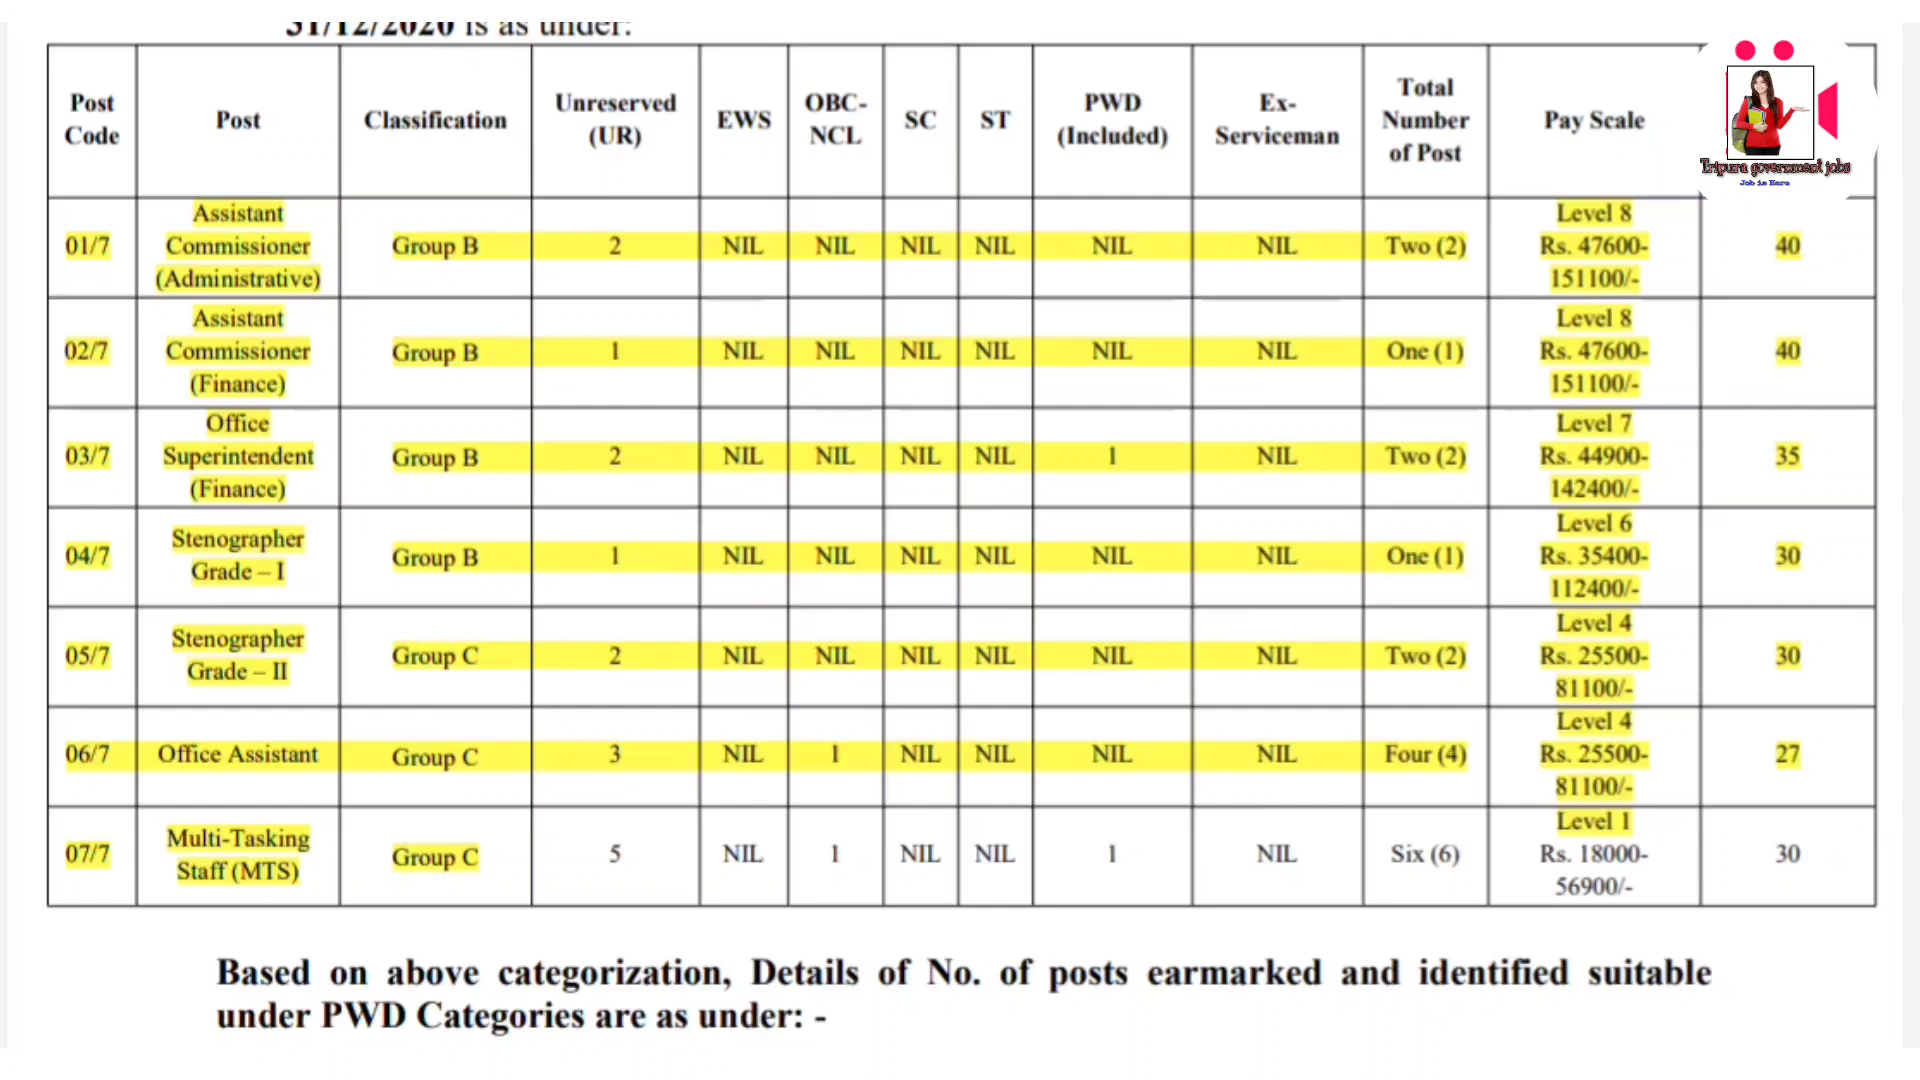 31/12/2020 is as under:
Post Code | Post | Classification | Unreserved (UR) | EWS | OBC-NCL | SC | ST | PWD (Included) | Ex-Serviceman | Total Number of Post | Pay Scale
Tripura government jobs
Job is Here
01/7 | Assistant Commissioner (Administrative) | Group B | 2 | NIL | NIL | NIL | NIL | NIL | NIL | Two (2) | Level 8 Rs. 47600-151100/- | 40
02/7 | Assistant Commissioner (Finance) | Group B | 1 | NIL | NIL | NIL | NIL | NIL | NIL | One (1) | Level 8 Rs. 47600-151100/- | 40
03/7 | Office Superintendent (Finance) | Group B | 2 | NIL | NIL | NIL | NIL | 1 | NIL | Two (2) | Level 7 Rs. 44900-142400/- | 35
04/7 | Stenographer Grade – I | Group B | 1 | NIL | NIL | NIL | NIL | NIL | NIL | One (1) | Level 6 Rs. 35400-112400/- | 30
05/7 | Stenographer Grade – II | Group C | 2 | NIL | NIL | NIL | NIL | NIL | NIL | Two (2) | Level 4 Rs. 25500-81100/- | 30
06/7 | Office Assistant | Group C | 3 | NIL | 1 | NIL | NIL | NIL | NIL | Four (4) | Level 4 Rs. 25500-81100/- | 27
07/7 | Multi-Tasking Staff (MTS) | Group C | 5 | NIL | 1 | NIL | NIL | 1 | NIL | Six (6) | Level 1 Rs. 18000-56900/- | 30
Based on above categorization, Details of No. of posts earmarked and identified suitable
under PWD Categories are as under: -